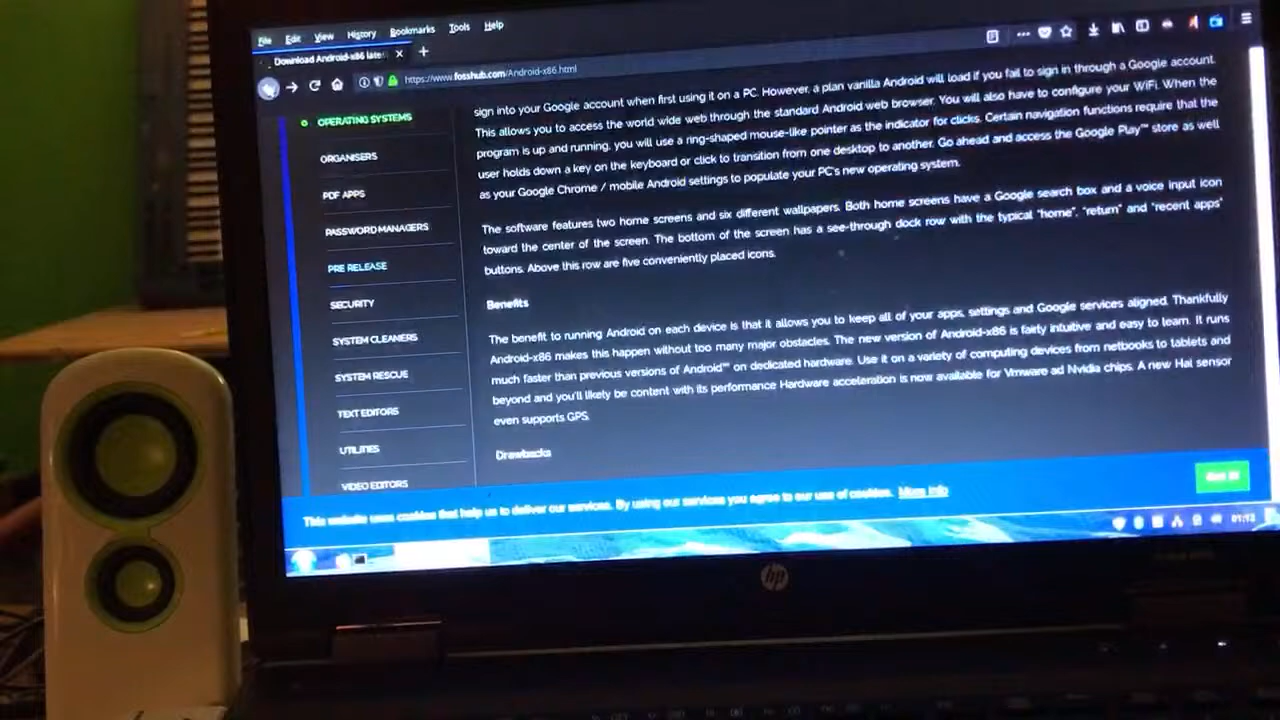 File Edit View History Bookmarks Tools Help
Download Android-x86 late
https://www.fosshub.com/Android-x86.html
OPERATING SYSTEMS
ORGANISERS
PDF APPS
PASSWORD MANAGERS
PRE RELEASE
SECURITY
SYSTEM CLEANERS
SYSTEM RESCUE
TEXT EDITORS
UTILITIES
VIDEO EDITORS
sign into your Google account when first using it on a PC. However, a plan vanilla Android will load if you fail to sign in through a Google account.
This allows you to access the world wide web through the standard Android web browser. You will also have to configure your WiFi. When the
program is up and running, you will use a ring-shaped mouse-like pointer as the indicator for clicks. Certain navigation functions require that the
user holds down a key on the keyboard or click to transition from one desktop to another. Go ahead and access the Google Play™ store as well
as your Google Chrome / mobile Android settings to populate your PC's new operating system.
The software features two home screens and six different wallpapers. Both home screens have a Google search box and a voice input icon
toward the center of the screen. The bottom of the screen has a see-through dock row with the typical "home", "return" and "recent apps"
buttons. Above this row are five conveniently placed icons.
Benefits
The benefit to running Android on each device is that it allows you to keep all of your apps, settings and Google services aligned. Thankfully
Android-x86 makes this happen without too many major obstacles. The new version of Android-x86 is fairly intuitive and easy to learn. It runs
much faster than previous versions of Android™ on dedicated hardware. Use it on a variety of computing devices from netbooks to tablets and
beyond and you'll likely be content with its performance Hardware acceleration is now available for Vmware ad Nvidia chips. A new Hal sensor
even supports GPS.
Drawbacks
This website uses cookies that help us to deliver our services. By using our services you agree to our use of cookies. More Info
Got it!
01:12
hp